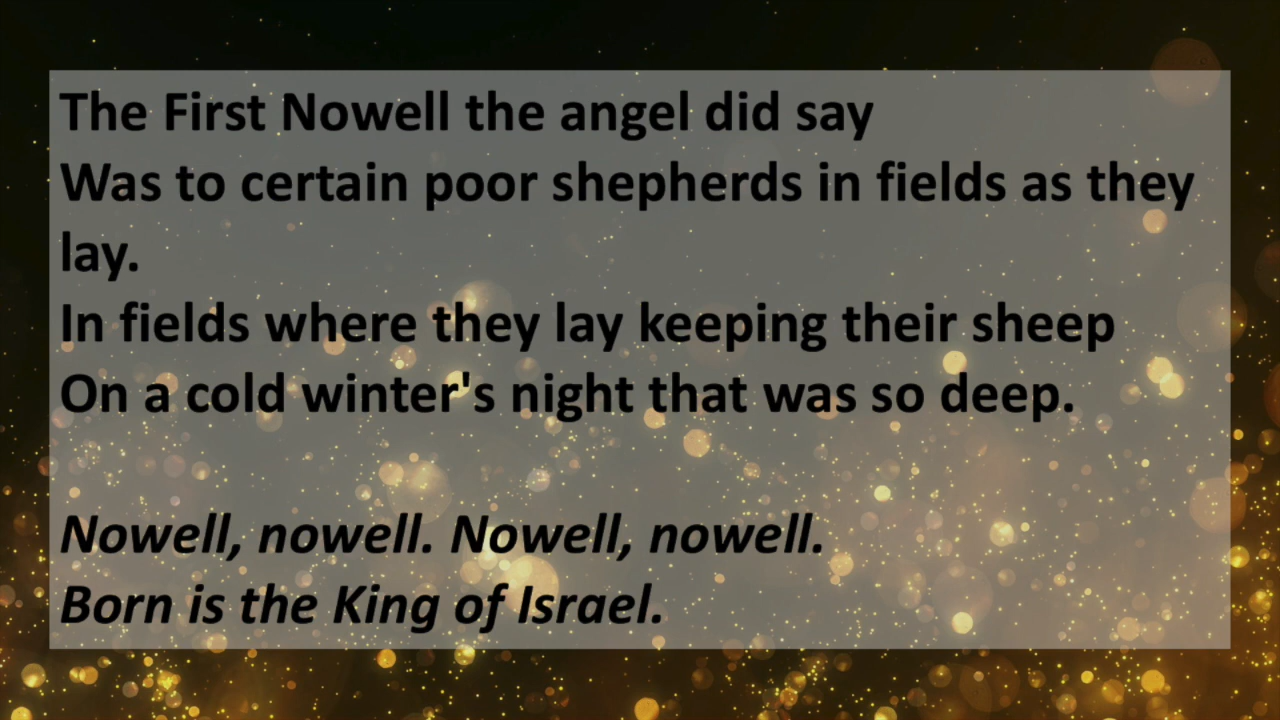 The First Nowell the angel did say
Was to certain poor shepherds in fields as they
lay.
In fields where they lay keeping their sheep
On a cold winter's night that was so deep.
Nowell, nowell. Nowell, nowell.
Born is the King of Israel.